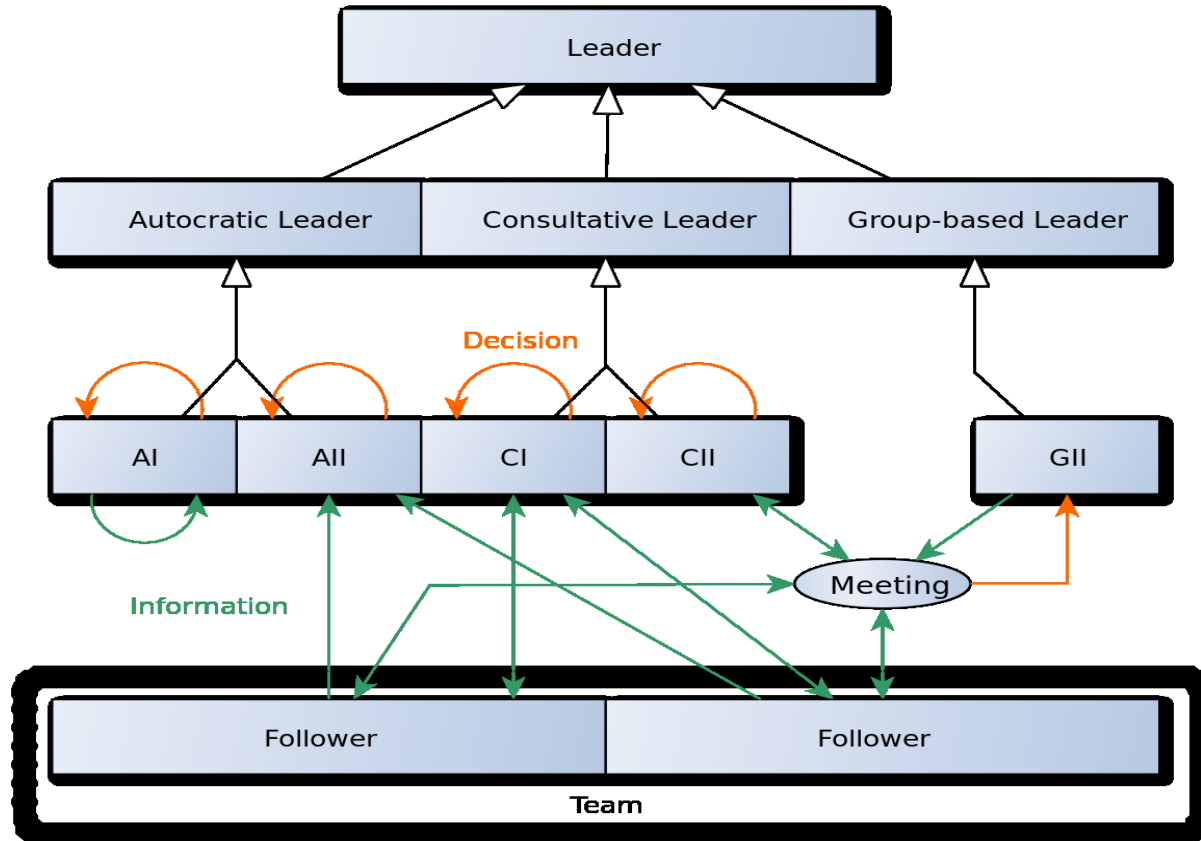 Leader
Autocratic Leader
Consultative Leader
Group-based Leader
Decision
AI
AII
CI
CII
GII
Meeting
Information
Follower
Follower
Team